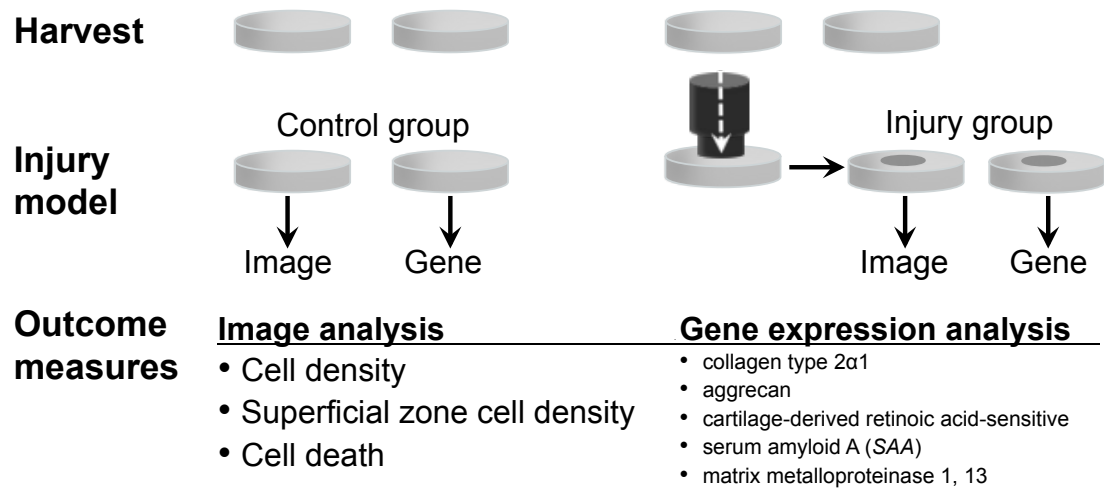 Harvest
Control group
Injury group
Injury
model
Image
Gene
Image
Gene
Outcome
measures
Image analysis
• Cell density
• Superficial zone cell density
• Cell death
Gene expression analysis
• collagen type 2α1
• aggrecan
• cartilage-derived retinoic acid-sensitive
• serum amyloid A (SAA)
• matrix metalloproteinase 1, 13